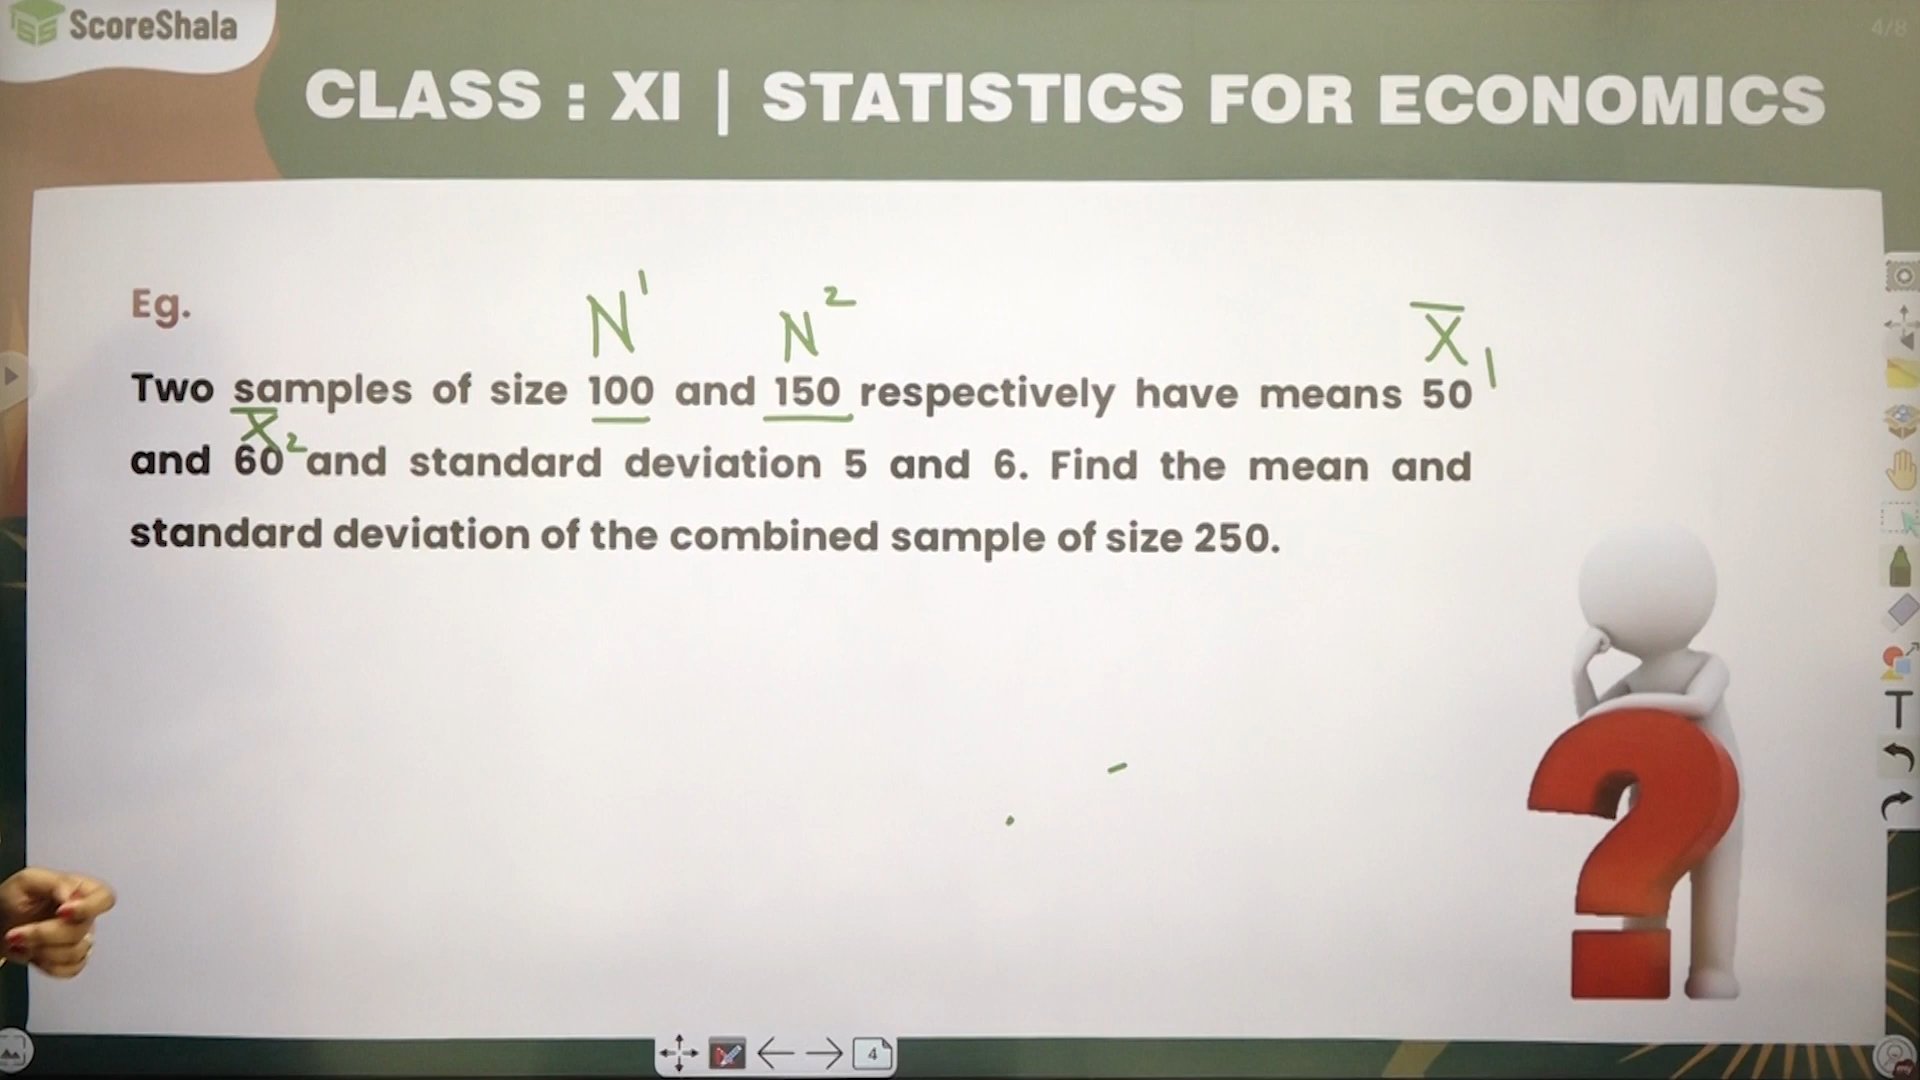 ScoreShala
4/8
CLASS : XI | STATISTICS FOR ECONOMICS
Eg.
N¹ N² X̅₁
Two samples of size 100 and 150 respectively have means 50
X̅₂
and 60 and standard deviation 5 and 6. Find the mean and
standard deviation of the combined sample of size 250.
T
4